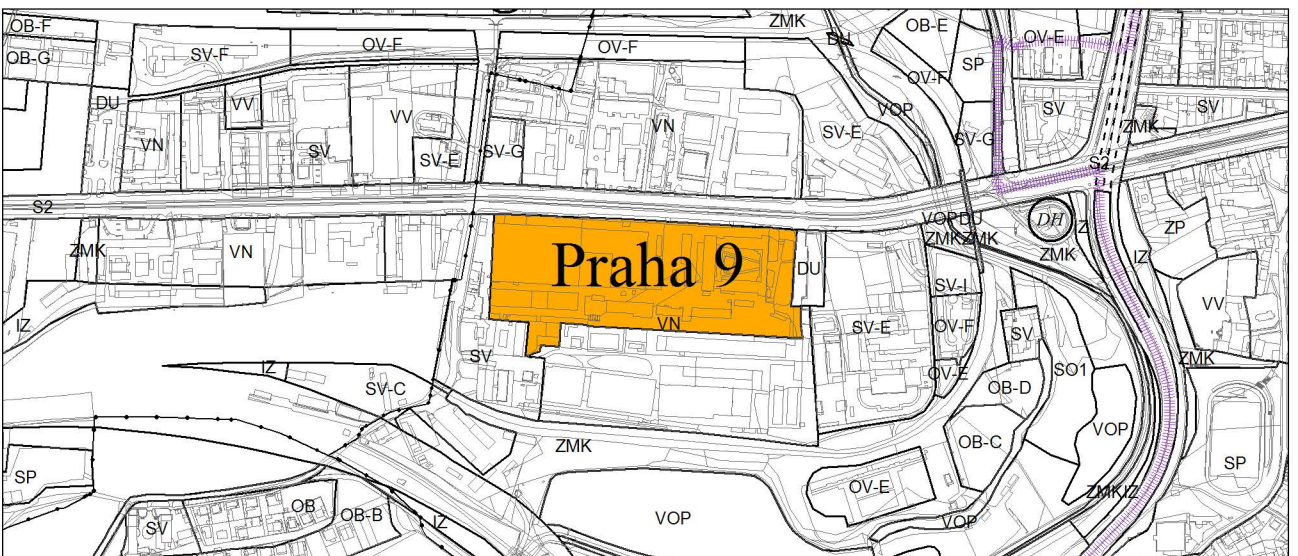 ZMK
OB-F
SV-F
OV-F
OV-F
DU
OB-E
OV-E
OB-G
OV-F
SP
DU
VV
VV
VN
VOP
SV
SV
VN
SV
SV-E
SV-G
SV-E
SV-G
ZMK
S2
S2
VOPDU
DH
IZ
ZP
ZMK
VN
ZMKZMK
ZMK
IZ
Praha 9
DU
SV-I
VV
IZ
VN
SV-E
OV-F
SV
SV
ZMK
IZ
SV-C
OV-E
OB-D
SO1
VOP
ZMK
OB-C
SP
SP
OV-E
ZMKIZ
SV
OB
OB-B
IZ
VOP
VOP